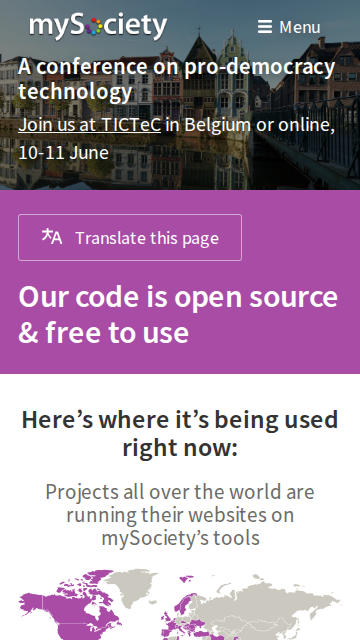 mySociety
Menu
A conference on pro-democracy
technology
Join us at TICTeC in Belgium or online,
10-11 June
Translate this page
Our code is open source
& free to use
Here’s where it’s being used
right now:
Projects all over the world are
running their websites on
mySociety’s tools